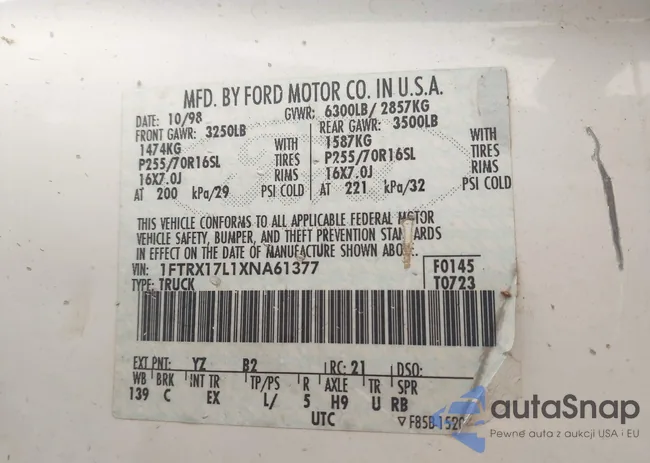 MFD. BY FORD MOTOR CO. IN U.S.A.
DATE: 10/98 GVWR: 6300LB/ 2857KG
FRONT GAWR: 3250LB REAR GAWR: 3500LB
1474KG WITH 1587KG WITH
P255/70R16SL TIRES P255/70R16SL TIRES
16X7.0J RIMS 16X7.0J RIMS
AT 200 kPa/29 PSI COLD AT 221 kPa/32 PSI COLD
THIS VEHICLE CONFORMS TO ALL APPLICABLE FEDERAL MOTOR
VEHICLE SAFETY, BUMPER, AND THEFT PREVENTION STANDARDS
IN EFFECT ON THE DATE OF MANUFACTURE SHOWN ABOVE
VIN: 1FTRX17L1XNA61377 F0145
TYPE: TRUCK T0723
EXT PNT: YZ B2 RC: 21 DSO:
WB BRK INT TR TP/PS R AXLE TR SPR
139 C EX L/ 5 H9 U RB
UTC ▽ F85B 1520
autaSnap
Pewne auta z aukcji USA i EU